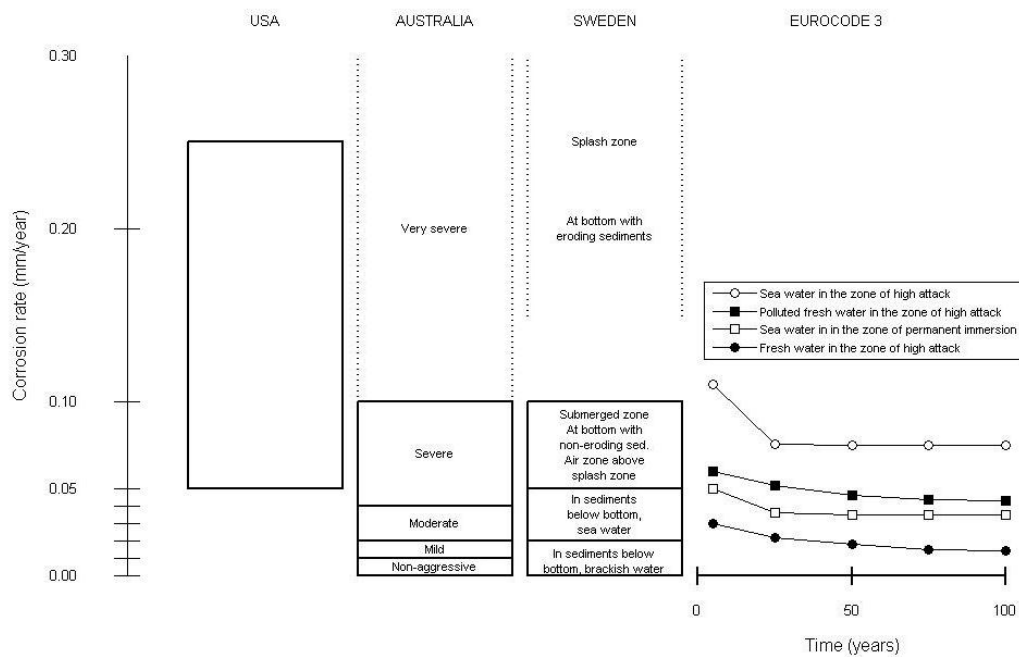 USA
AUSTRALIA
SWEDEN
EUROCODE 3
Corrosion rate (mm/year)
0.30
0.20
0.10
0.05
0.00
Very severe
Severe
Moderate
Mild
Non-aggressive
Splash zone
At bottom with
eroding sediments
Submerged zone
At bottom with
non-eroding sed.
Air zone above
splash zone
In sediments
below bottom,
sea water
In sediments below
bottom, brackish water
Sea water in the zone of high attack
Polluted fresh water in the zone of high attack
Sea water in in the zone of permanent immersion
Fresh water in the zone of high attack
0
50
100
Time (years)